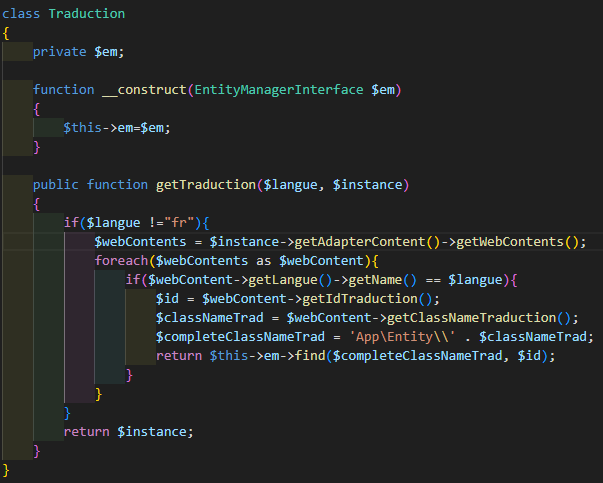 class Traduction
{
private $em;
function __construct(EntityManagerInterface $em)
{
$this->em=$em;
}
public function getTraduction($langue, $instance)
{
if($langue !="fr"){
$webContents = $instance->getAdapterContent()->getWebContents();
foreach($webContents as $webContent){
if($webContent->getLangue()->getName() == $langue){
$id = $webContent->getIdTraduction();
$classNameTrad = $webContent->getClassNameTraduction();
$completeClassNameTrad = 'App\Entity\\' . $classNameTrad;
return $this->em->find($completeClassNameTrad, $id);
}
}
}
return $instance;
}
}